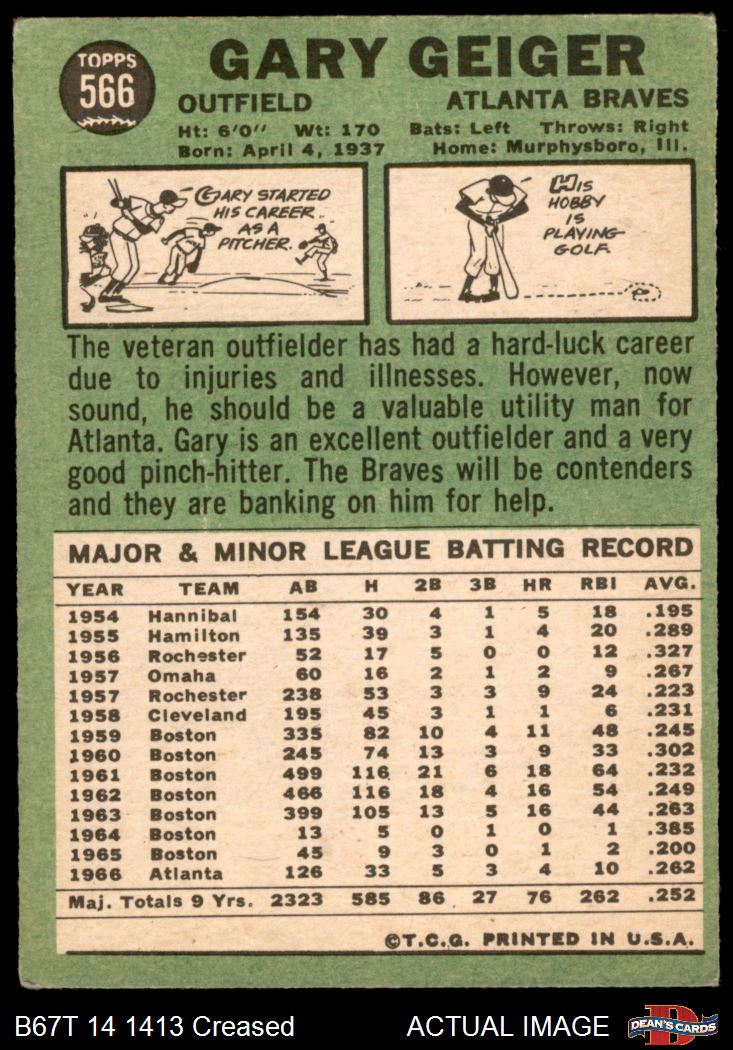 TOPPS
566
GARY GEIGER
OUTFIELD ATLANTA BRAVES
Ht: 6'0" Wt: 170 Bats: Left Throws: Right
Born: April 4, 1937 Home: Murphysboro, Ill.
GARY STARTED
HIS CAREER
AS A
PITCHER.
HIS
HOBBY
IS
PLAYING
GOLF.
The veteran outfielder has had a hard-luck career
due to injuries and illnesses. However, now
sound, he should be a valuable utility man for
Atlanta. Gary is an excellent outfielder and a very
good pinch-hitter. The Braves will be contenders
and they are banking on him for help.
MAJOR & MINOR LEAGUE BATTING RECORD
YEAR TEAM AB H 2B 3B HR RBI AVG.
1954 Hannibal 154 30 4 1 5 18 .195
1955 Hamilton 135 39 3 1 4 20 .289
1956 Rochester 52 17 5 0 0 12 .327
1957 Omaha 60 16 2 1 2 9 .267
1957 Rochester 238 53 3 3 9 24 .223
1958 Cleveland 195 45 3 1 1 6 .231
1959 Boston 335 82 10 4 11 48 .245
1960 Boston 245 74 13 3 9 33 .302
1961 Boston 499 116 21 6 18 64 .232
1962 Boston 466 116 18 4 16 54 .249
1963 Boston 399 105 13 5 16 44 .263
1964 Boston 13 5 0 1 0 1 .385
1965 Boston 45 9 3 0 1 2 .200
1966 Atlanta 126 33 5 3 4 10 .262
Maj. Totals 9 Yrs. 2323 585 86 27 76 262 .252
©T.C.G. PRINTED IN U.S.A.
B67T 14 1413 Creased ACTUAL IMAGE DEAN'S CARDS